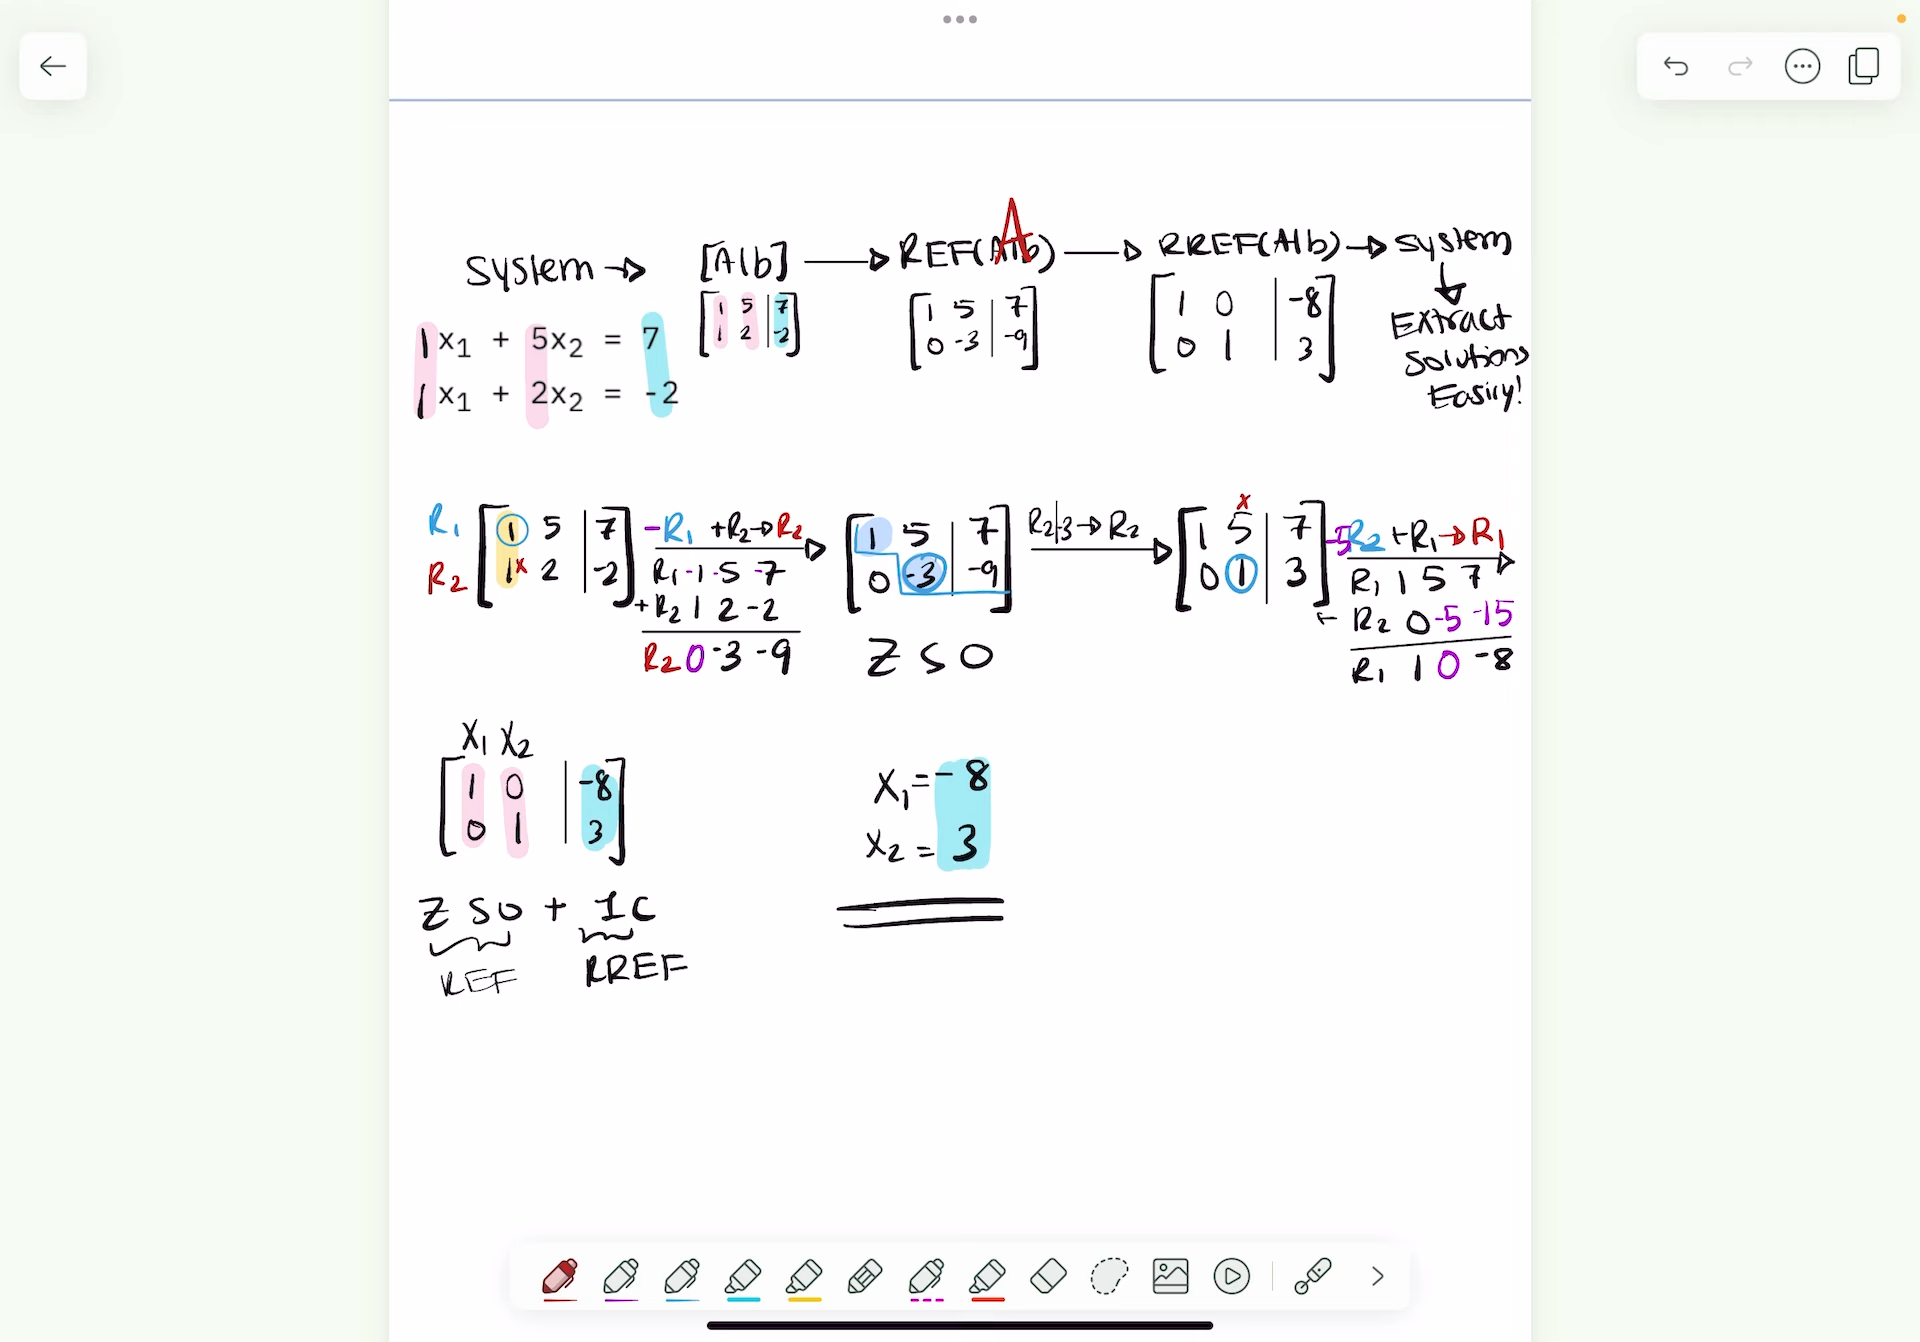 System → [A|b] → REF(A|b) → RREF(A|b) → System
A
↓
Extract
Solutions
Easily!
1x₁ + 5x₂ = 7
1x₁ + 2x₂ = -2
[1 5 | 7
1 2 | -2]
[1 5 | 7
0 -3 | -9]
[1 0 | -8
0 1 | 3]
R₁ [1 5 | 7
R₂ 1x 2 | -2]
-R₁ +R₂→R₂
R₁ -1 -5 -7
+R₂ 1 2 -2
R₂ 0 -3 -9
[1 5 | 7
0 -3 | -9]
Z S O
R₂|-3→R₂
x
[1 5 | 7
0 1 | 3]
-5R₂ +R₁→R₁
R₁ 1 5 7
+ R₂ 0 -5 -15
R₁ 1 0 -8
X₁ X₂
[1 0 | -8
0 1 | 3]
Z S O + 1C
REF RREF
X₁ = -8
X₂ = 3